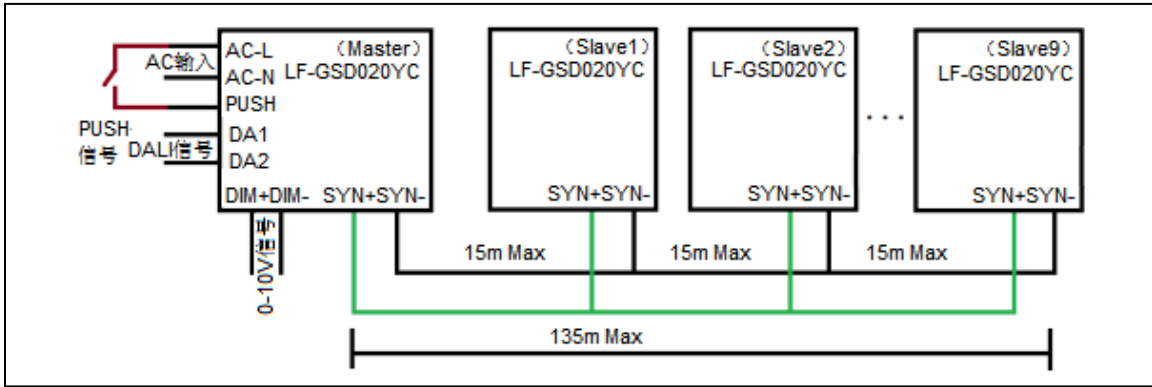 AC-L
(Master)
AC输入
LF-GSD020YC
AC-N
PUSH
PUSH
信号
DALI信号
DA1
DA2
DIM+DIM-
SYN+SYN-
0-10V信号
(Slave1)
LF-GSD020YC
SYN+SYN-
(Slave2)
LF-GSD020YC
SYN+SYN-
···
(Slave9)
LF-GSD020YC
SYN+SYN-
15m Max
15m Max
15m Max
135m Max